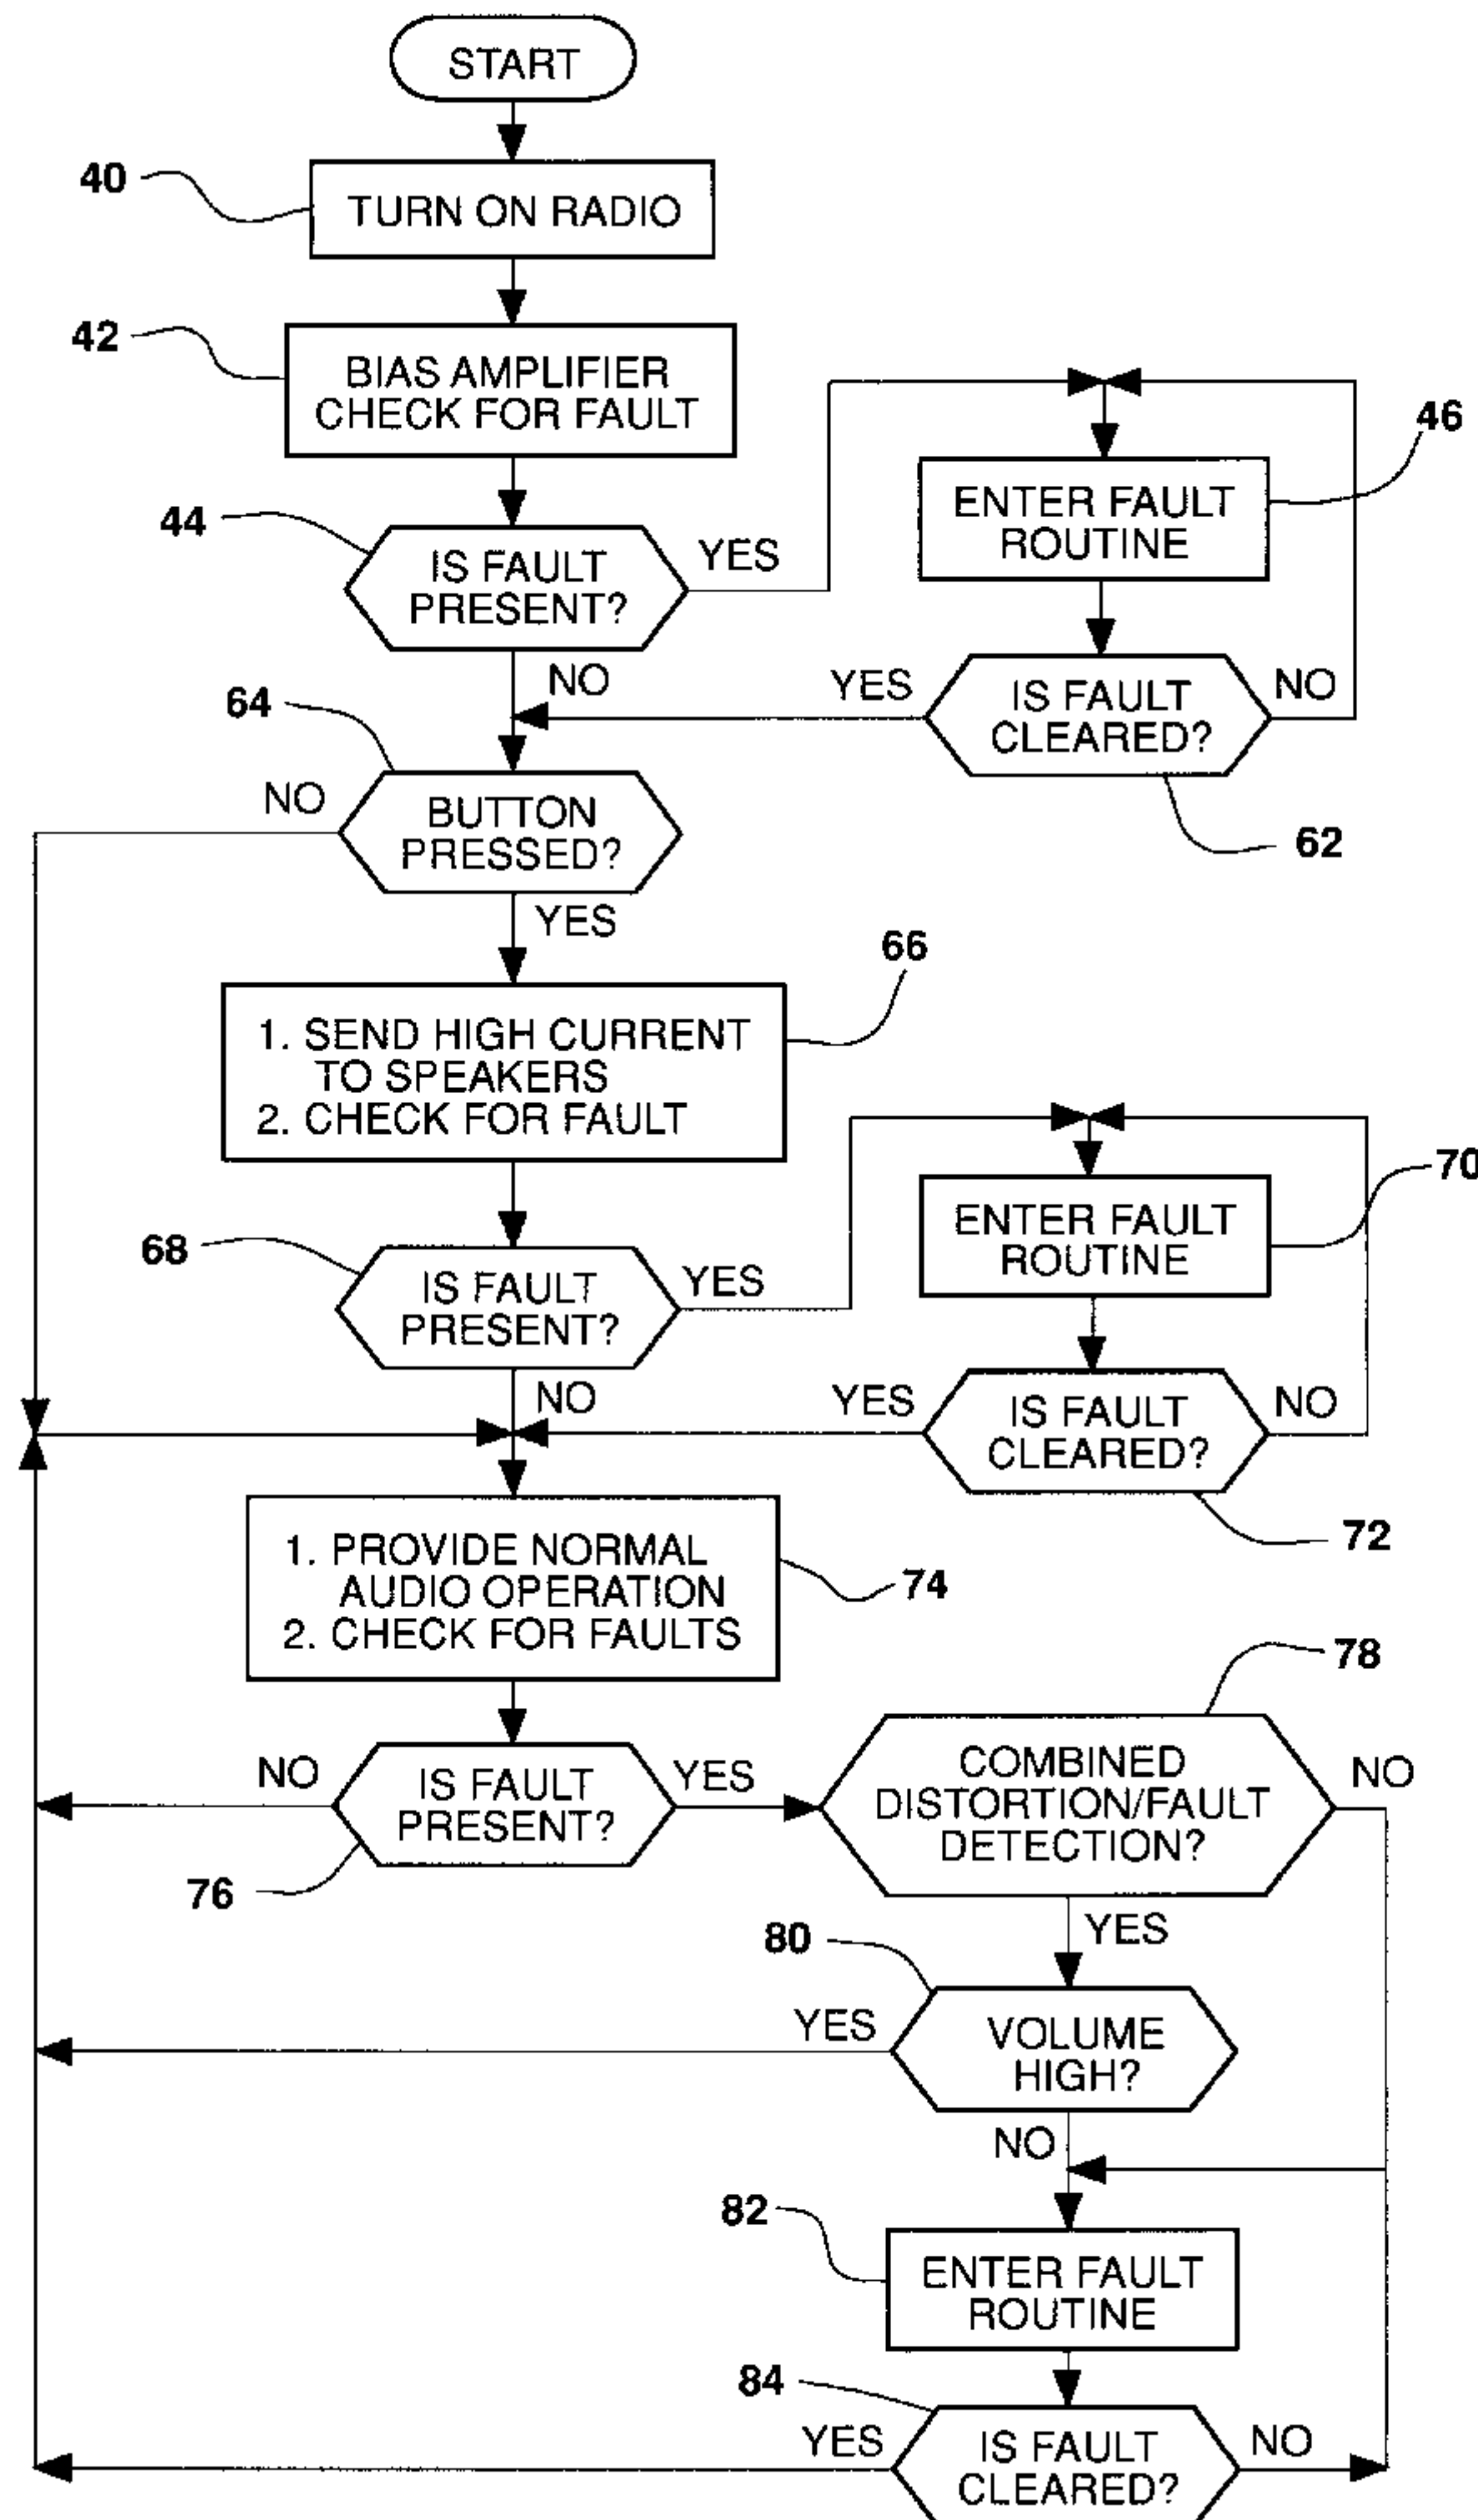 START
40
TURN ON RADIO
42
BIAS AMPLIFIER
CHECK FOR FAULT
46
ENTER FAULT
ROUTINE
44
IS FAULT
PRESENT?
YES
NO
YES
IS FAULT
CLEARED?
NO
62
64
NO
BUTTON
PRESSED?
YES
66
1. SEND HIGH CURRENT
TO SPEAKERS
2. CHECK FOR FAULT
70
ENTER FAULT
ROUTINE
68
IS FAULT
PRESENT?
YES
NO
YES
IS FAULT
CLEARED?
NO
72
1. PROVIDE NORMAL
AUDIO OPERATION
2. CHECK FOR FAULTS
74
78
NO
IS FAULT
PRESENT?
YES
COMBINED
DISTORTION/FAULT
DETECTION?
NO
76
YES
80
YES
VOLUME
HIGH?
NO
82
ENTER FAULT
ROUTINE
84
YES
IS FAULT
CLEARED?
NO